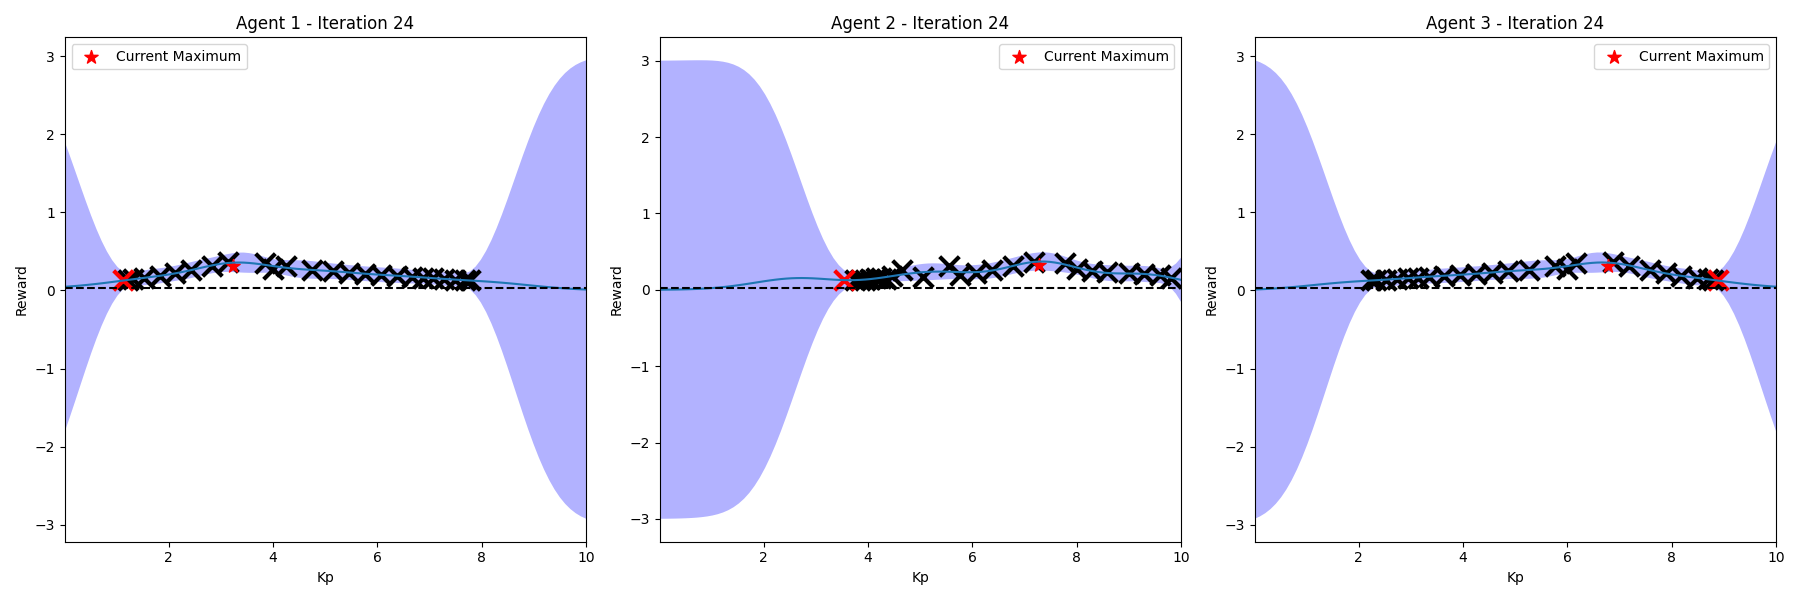 Agent 1 - Iteration 24
Current Maximum
3
2
1
0
−1
−2
−3
Reward
2 4 6 8 10
Kp
Agent 2 - Iteration 24
Current Maximum
3
2
1
0
−1
−2
−3
Reward
2 4 6 8 10
Kp
Agent 3 - Iteration 24
Current Maximum
3
2
1
0
−1
−2
−3
Reward
2 4 6 8 10
Kp